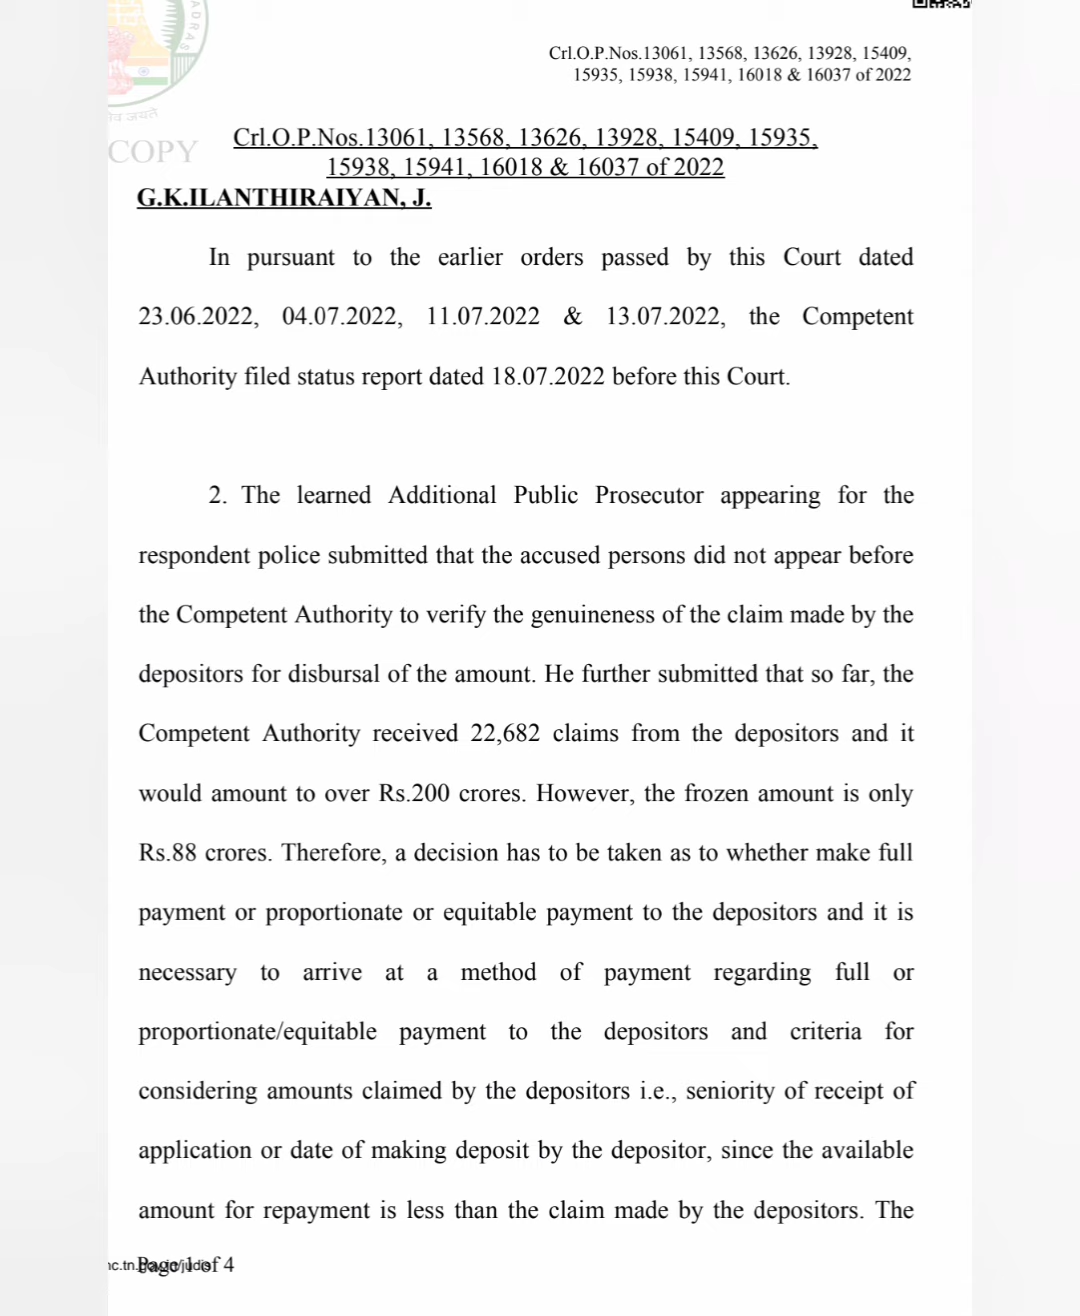 MADRAS
Crl.O.P.Nos.13061, 13568, 13626, 13928, 15409,
15935, 15938, 15941, 16018 & 16037 of 2022
COPY
Crl.O.P.Nos.13061, 13568, 13626, 13928, 15409, 15935,
15938, 15941, 16018 & 16037 of 2022
G.K.ILANTHIRAIYAN, J.
In pursuant to the earlier orders passed by this Court dated
23.06.2022, 04.07.2022, 11.07.2022 & 13.07.2022, the Competent
Authority filed status report dated 18.07.2022 before this Court.
2. The learned Additional Public Prosecutor appearing for the
respondent police submitted that the accused persons did not appear before
the Competent Authority to verify the genuineness of the claim made by the
depositors for disbursal of the amount. He further submitted that so far, the
Competent Authority received 22,682 claims from the depositors and it
would amount to over Rs.200 crores. However, the frozen amount is only
Rs.88 crores. Therefore, a decision has to be taken as to whether make full
payment or proportionate or equitable payment to the depositors and it is
necessary to arrive at a method of payment regarding full or
proportionate/equitable payment to the depositors and criteria for
considering amounts claimed by the depositors i.e., seniority of receipt of
application or date of making deposit by the depositor, since the available
amount for repayment is less than the claim made by the depositors. The
Page 1 of 4